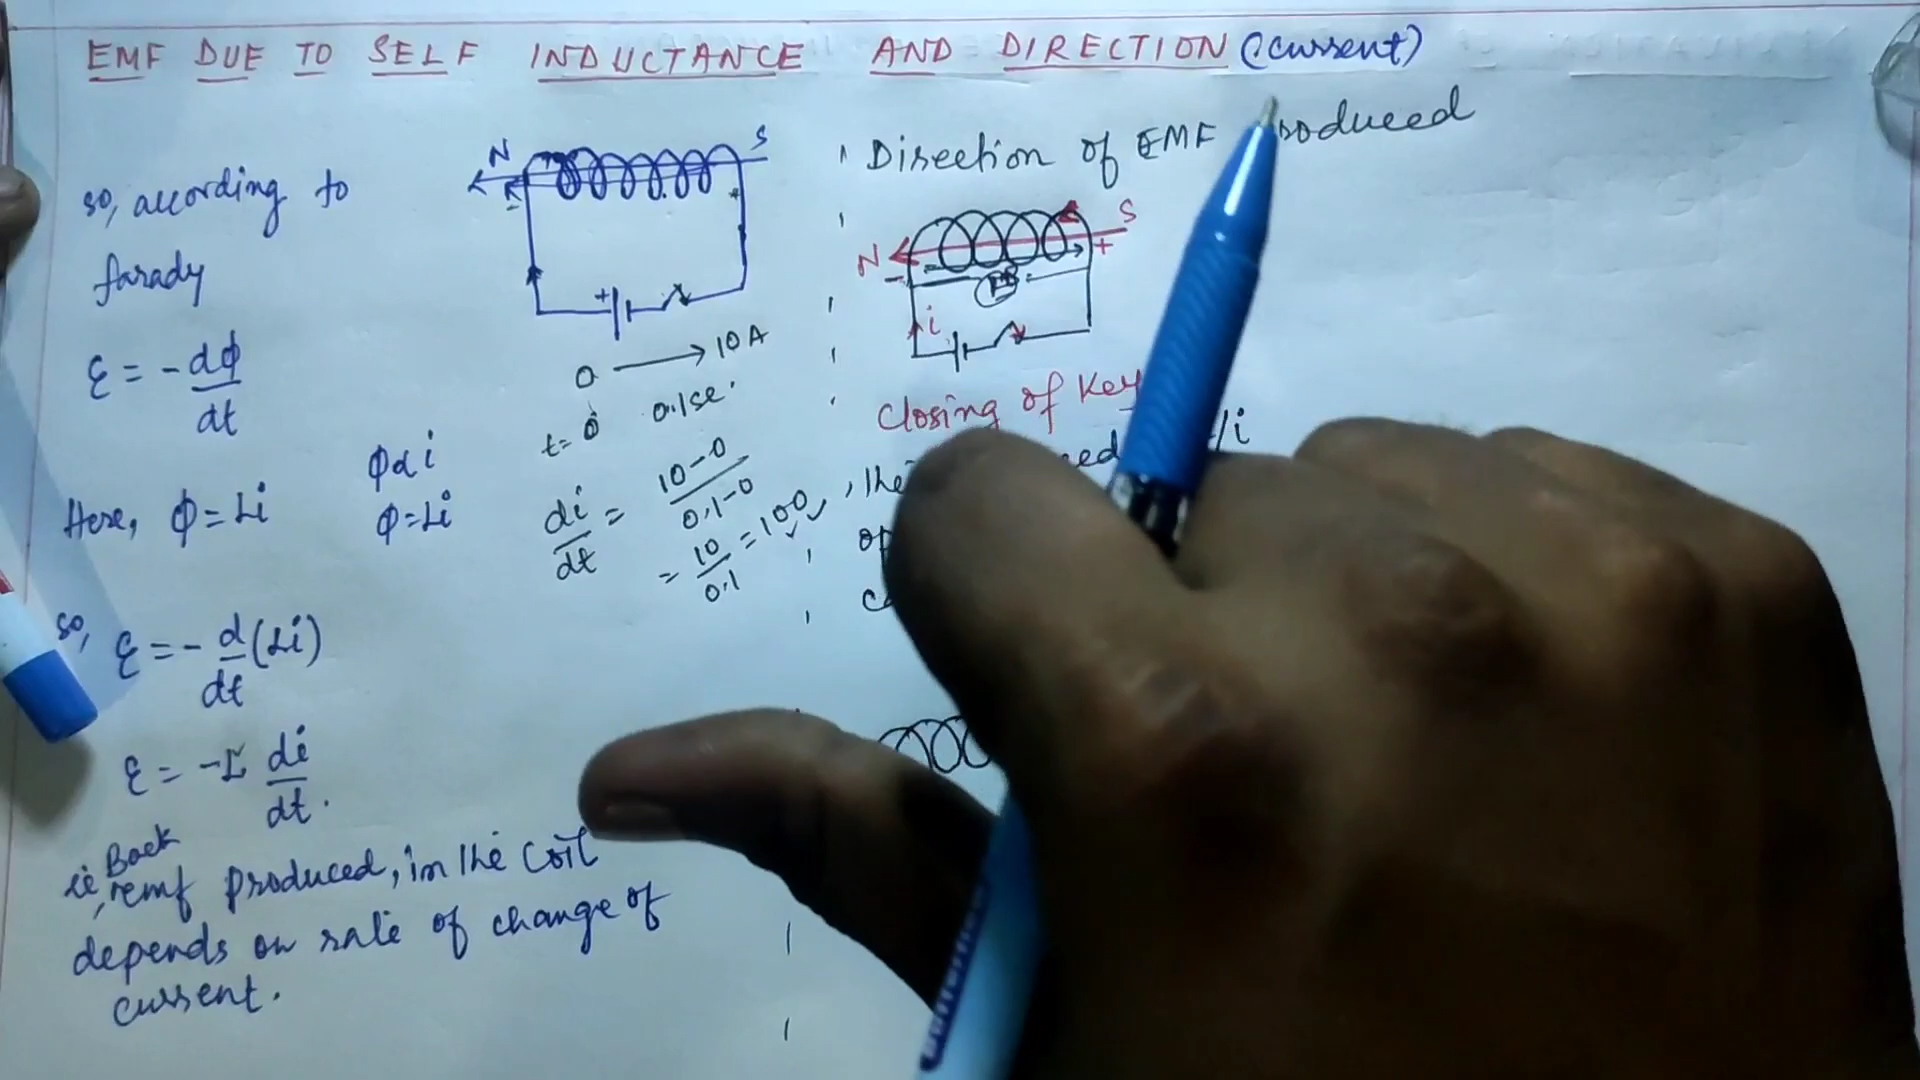 EMF DUE TO SELF INDUCTANCE AND DIRECTION (current)
so, according to
farady
ε = -dφ/dt
Here, φ = Li
φ α i
φ = Li
so, ε = -d/dt (Li)
ε = -L di/dt.
ie, Back emf produced, in the coil
depends on rate of change of
current.
N S
+
0 → 10A
t=0 0.1se.
di/dt = 10-0/0.1-0
= 10/0.1 = 100
Direction of EMF produced
N S
- +
i
Closing of Key
/i
butterflow